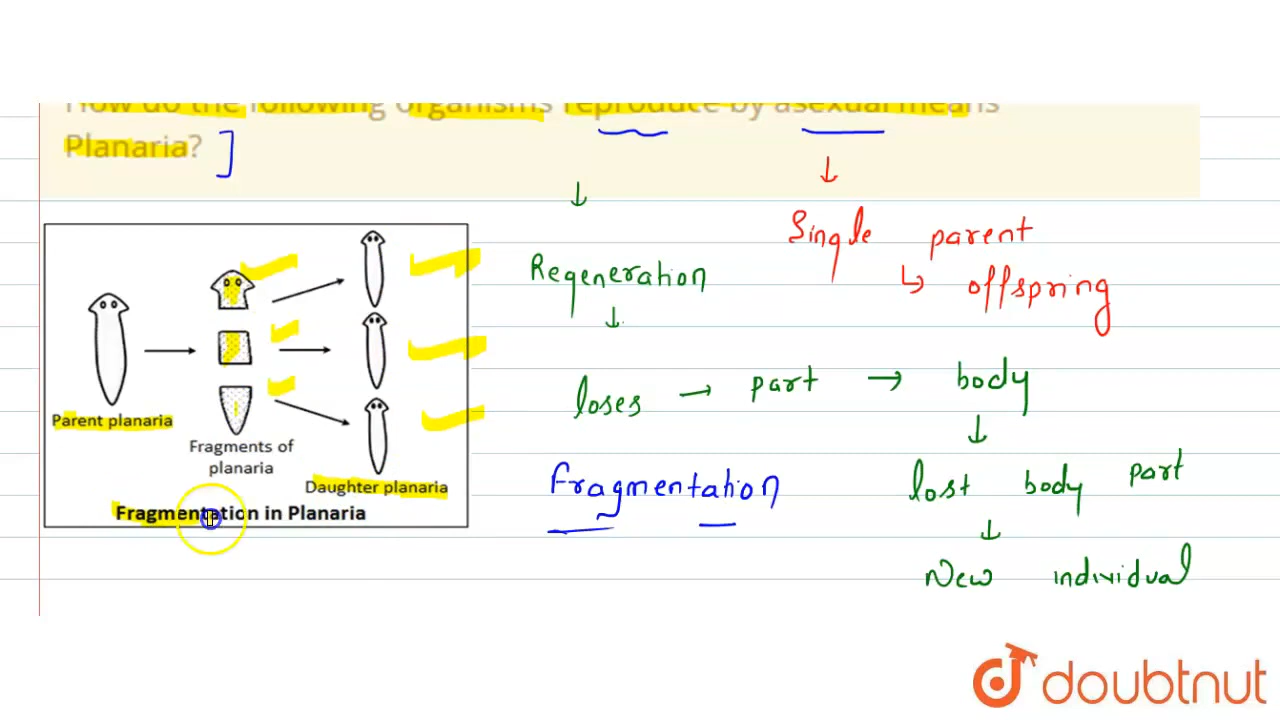 How do the following organisms reproduce by asexual means
Planaria? ]
Single parent
↳ offspring
Regeneration
loses → part → body
Parent planaria
Fragments of
planaria
Daughter planaria
Fragmentation in Planaria
Fragmentation
lost body part
New individual
doubtnut